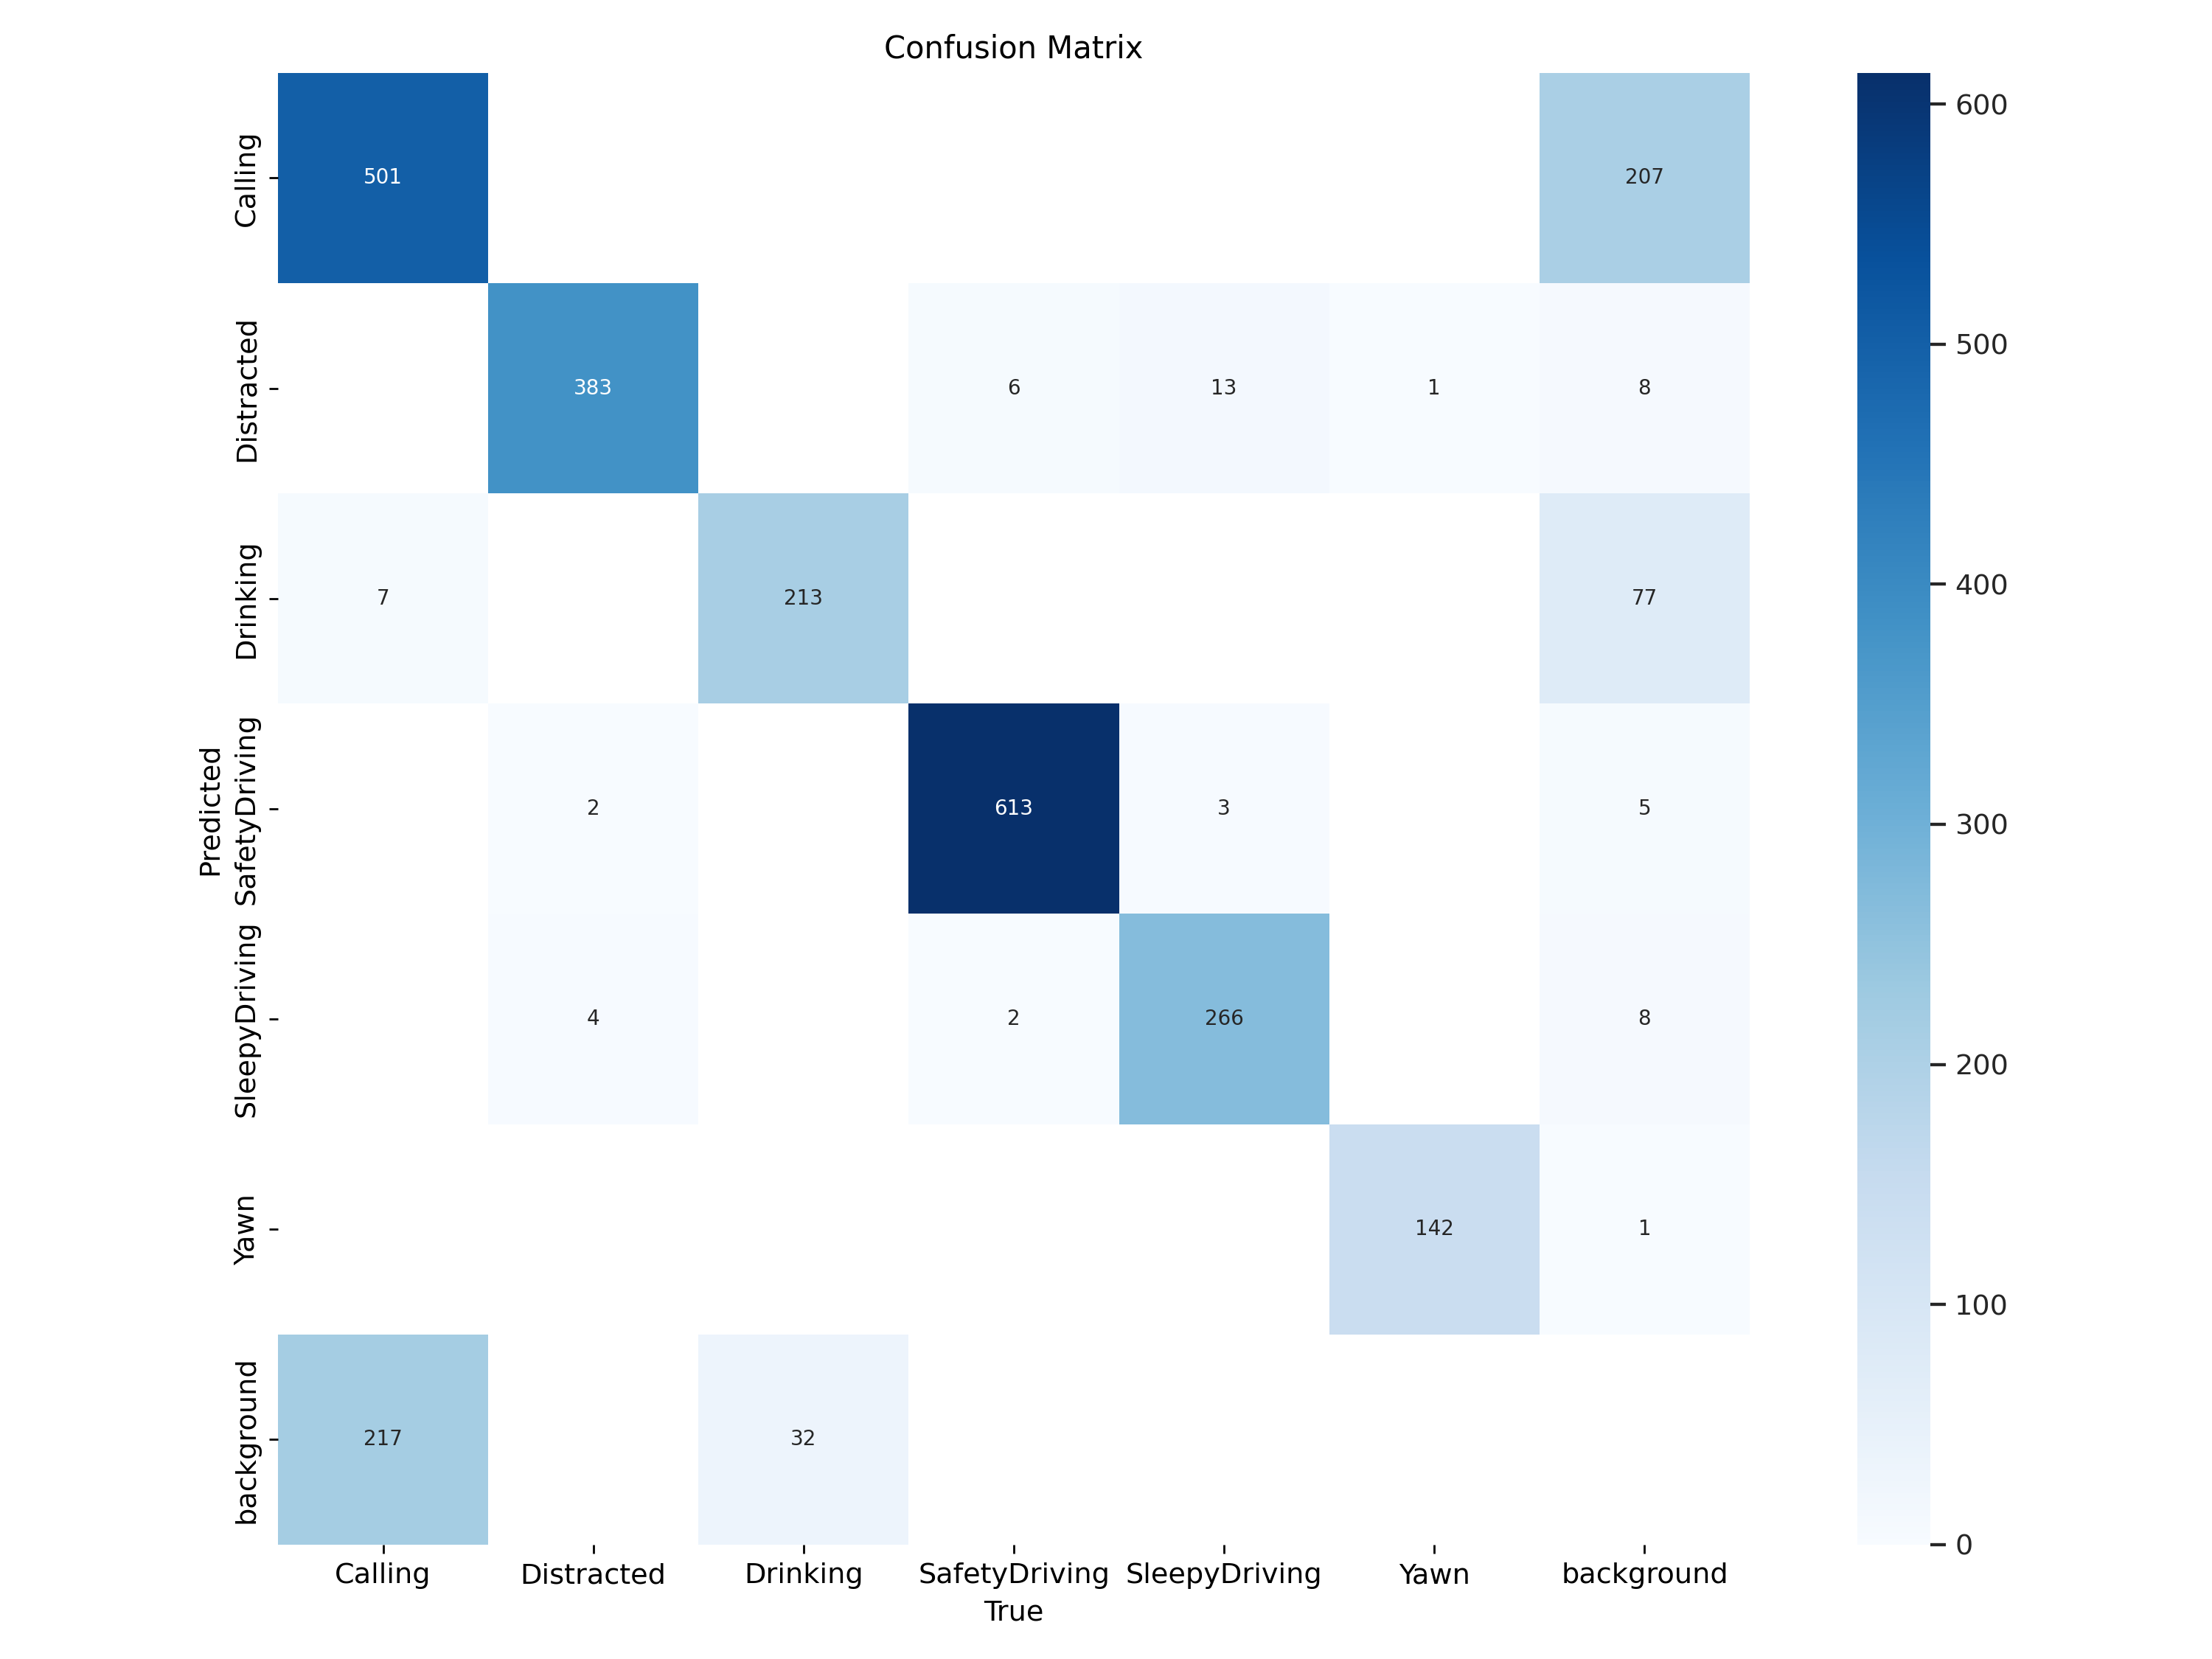 Confusion Matrix
Calling
501
207
600
Distracted
383
6
13
1
8
500
Drinking
7
213
77
400
Predicted
SafetyDriving
2
613
3
5
300
SleepyDriving
4
2
266
8
200
Yawn
142
1
100
background
217
32
0
Calling
Distracted
Drinking
SafetyDriving
SleepyDriving
Yawn
background
True